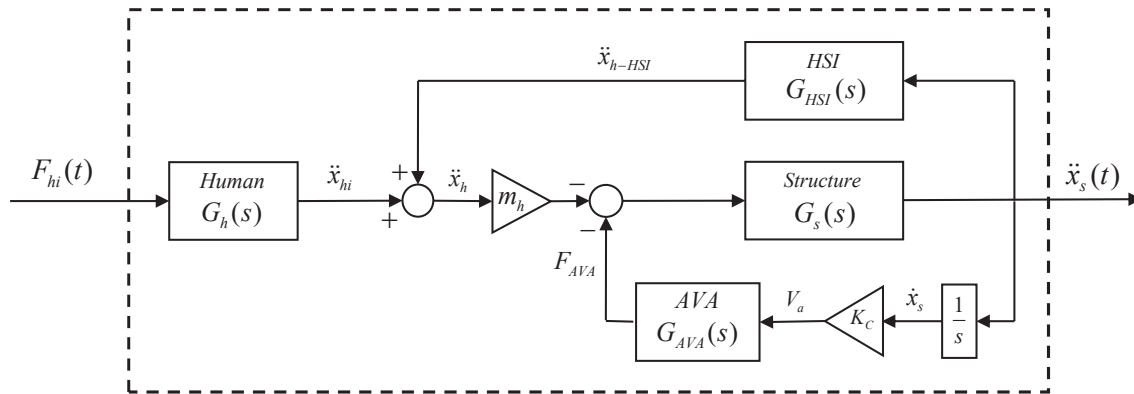 ẍ_{h−HSI}
HSI
G_{HSI}(s)
F_{hi}(t)
Human
G_h(s)
ẍ_{hi}
+
+
ẍ_h
m_h
−
−
Structure
G_s(s)
ẍ_s(t)
F_{AVA}
AVA
G_{AVA}(s)
V_a
K_C
ẋ_s
1
s